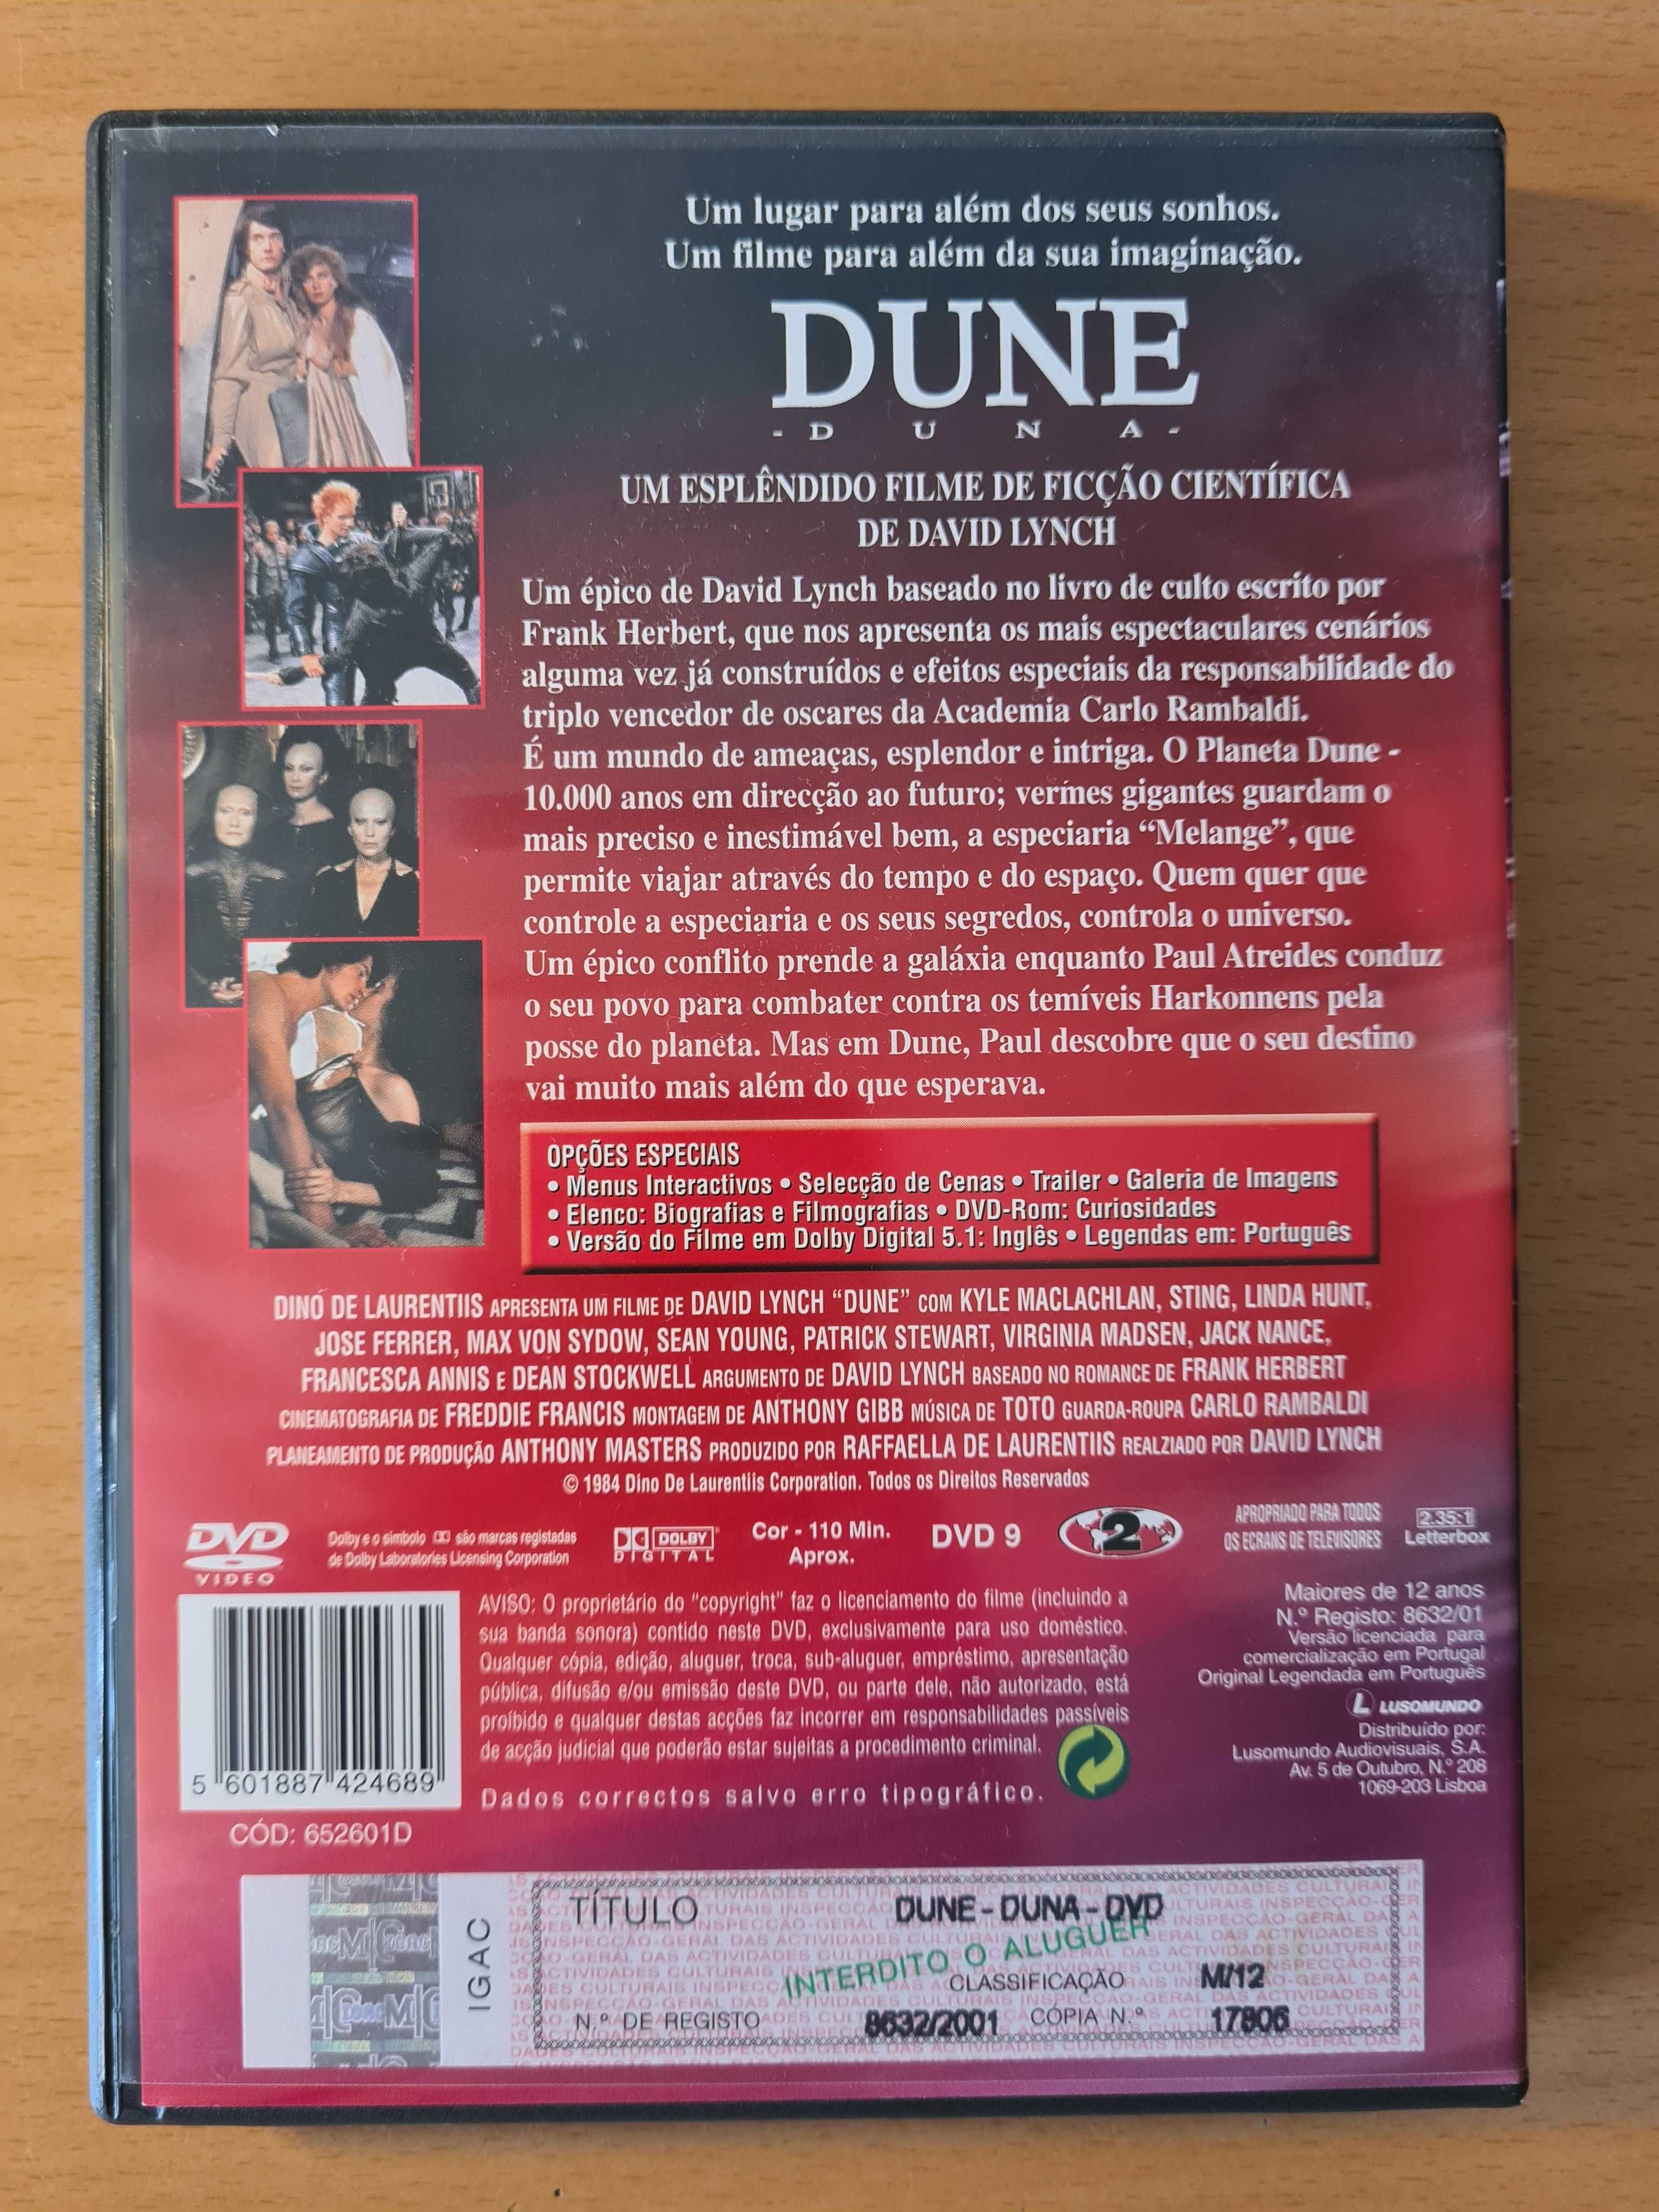 Um lugar para além dos seus sonhos.
Um filme para além da sua imaginação.
DUNE
- D U N A -
UM ESPLÊNDIDO FILME DE FICÇÃO CIENTÍFICA
DE DAVID LYNCH
Um épico de David Lynch baseado no livro de culto escrito por
Frank Herbert, que nos apresenta os mais espectaculares cenários
alguma vez já construídos e efeitos especiais da responsabilidade do
triplo vencedor de oscares da Academia Carlo Rambaldi.
É um mundo de ameaças, esplendor e intriga. O Planeta Dune -
10.000 anos em direcção ao futuro; vermes gigantes guardam o
mais preciso e inestimável bem, a especiaria “Melange”, que
permite viajar através do tempo e do espaço. Quem quer que
controle a especiaria e os seus segredos, controla o universo.
Um épico conflito prende a galáxia enquanto Paul Atreides conduz
o seu povo para combater contra os temíveis Harkonnens pela
posse do planeta. Mas em Dune, Paul descobre que o seu destino
vai muito mais além do que esperava.
OPÇÕES ESPECIAIS
• Menus Interactivos • Selecção de Cenas • Trailer • Galeria de Imagens
• Elenco: Biografias e Filmografias • DVD-Rom: Curiosidades
• Versão do Filme em Dolby Digital 5.1: Inglês • Legendas em: Português
DINO DE LAURENTIIS APRESENTA UM FILME DE DAVID LYNCH “DUNE” COM KYLE MACLACHLAN, STING, LINDA HUNT,
JOSE FERRER, MAX VON SYDOW, SEAN YOUNG, PATRICK STEWART, VIRGINIA MADSEN, JACK NANCE,
FRANCESCA ANNIS E DEAN STOCKWELL ARGUMENTO DE DAVID LYNCH BASEADO NO ROMANCE DE FRANK HERBERT
CINEMATOGRAFIA DE FREDDIE FRANCIS MONTAGEM DE ANTHONY GIBB MÚSICA DE TOTO GUARDA-ROUPA CARLO RAMBALDI
PLANEAMENTO DE PRODUÇÃO ANTHONY MASTERS PRODUZIDO POR RAFFAELLA DE LAURENTIIS REALZIADO POR DAVID LYNCH
© 1984 Dino De Laurentiis Corporation. Todos os Direitos Reservados
DVD
VIDEO
Dolby e o símbolo são marcas registadas
de Dolby Laboratories Licensing Corporation
DOLBY
DIGITAL
Cor - 110 Min.
Aprox.
DVD 9
2
APROPRIADO PARA TODOS
OS ECRANS DE TELEVISORES
2.35:1
Letterbox
AVISO: O proprietário do "copyright" faz o licenciamento do filme (incluindo a
sua banda sonora) contido neste DVD, exclusivamente para uso doméstico.
Qualquer cópia, edição, aluguer, troca, sub-aluguer, empréstimo, apresentação
pública, difusão e/ou emissão deste DVD, ou parte dele, não autorizado, está
proíbido e qualquer destas acções faz incorrer em responsabilidades passíveis
de acção judicial que poderão estar sujeitas a procedimento criminal.
Dados correctos salvo erro tipográfico.
Maiores de 12 anos
N.º Registo: 8632/01
Versão licenciada para
comercialização em Portugal
Original Legendada em Português
L LUSOMUNDO
Distribuído por:
Lusomundo Audiovisuais, S.A.
Av. 5 de Outubro, N.º 208
1069-203 Lisboa
5 601887 424689
CÓD: 652601D
IGAC
TÍTULO DUNE - DUNA - DVD
INTERDITO O ALUGUER
CLASSIFICAÇÃO M/12
N.º DE REGISTO 8632/2001 CÓPIA N.º 17806